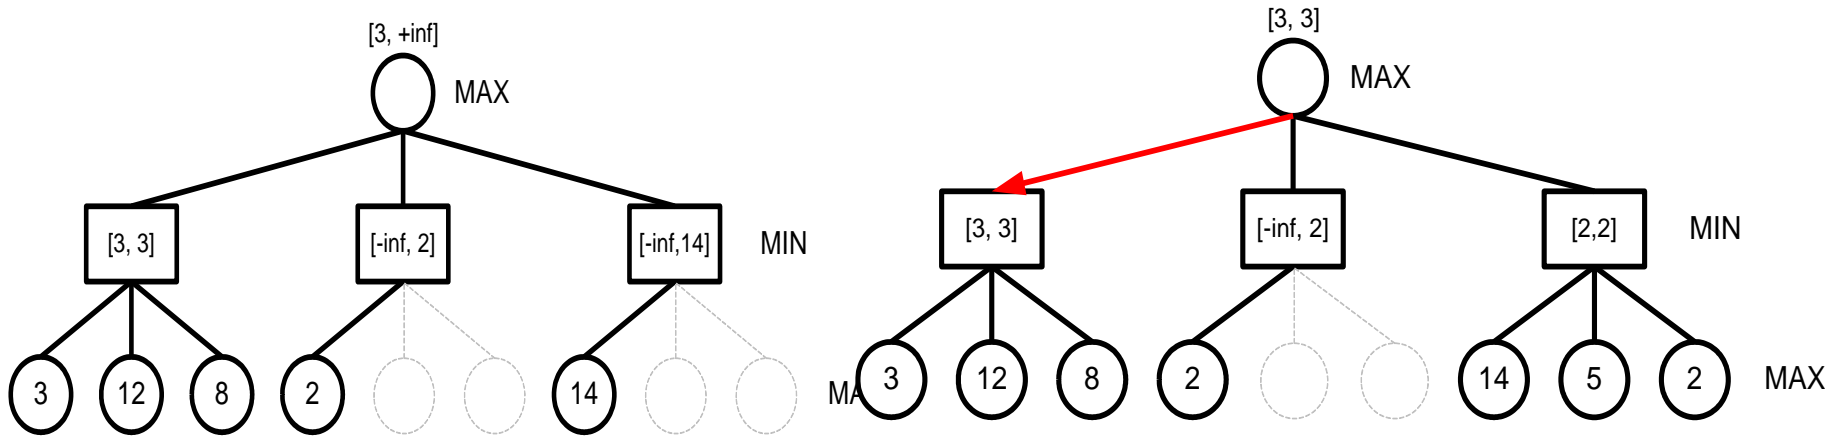 [3, +inf]
MAX
[3, 3]
[-inf, 2]
[-inf,14]
MIN
3
12
8
2
14
MA
[3, 3]
MAX
[3, 3]
[-inf, 2]
[2,2]
MIN
3
12
8
2
14
5
2
MAX